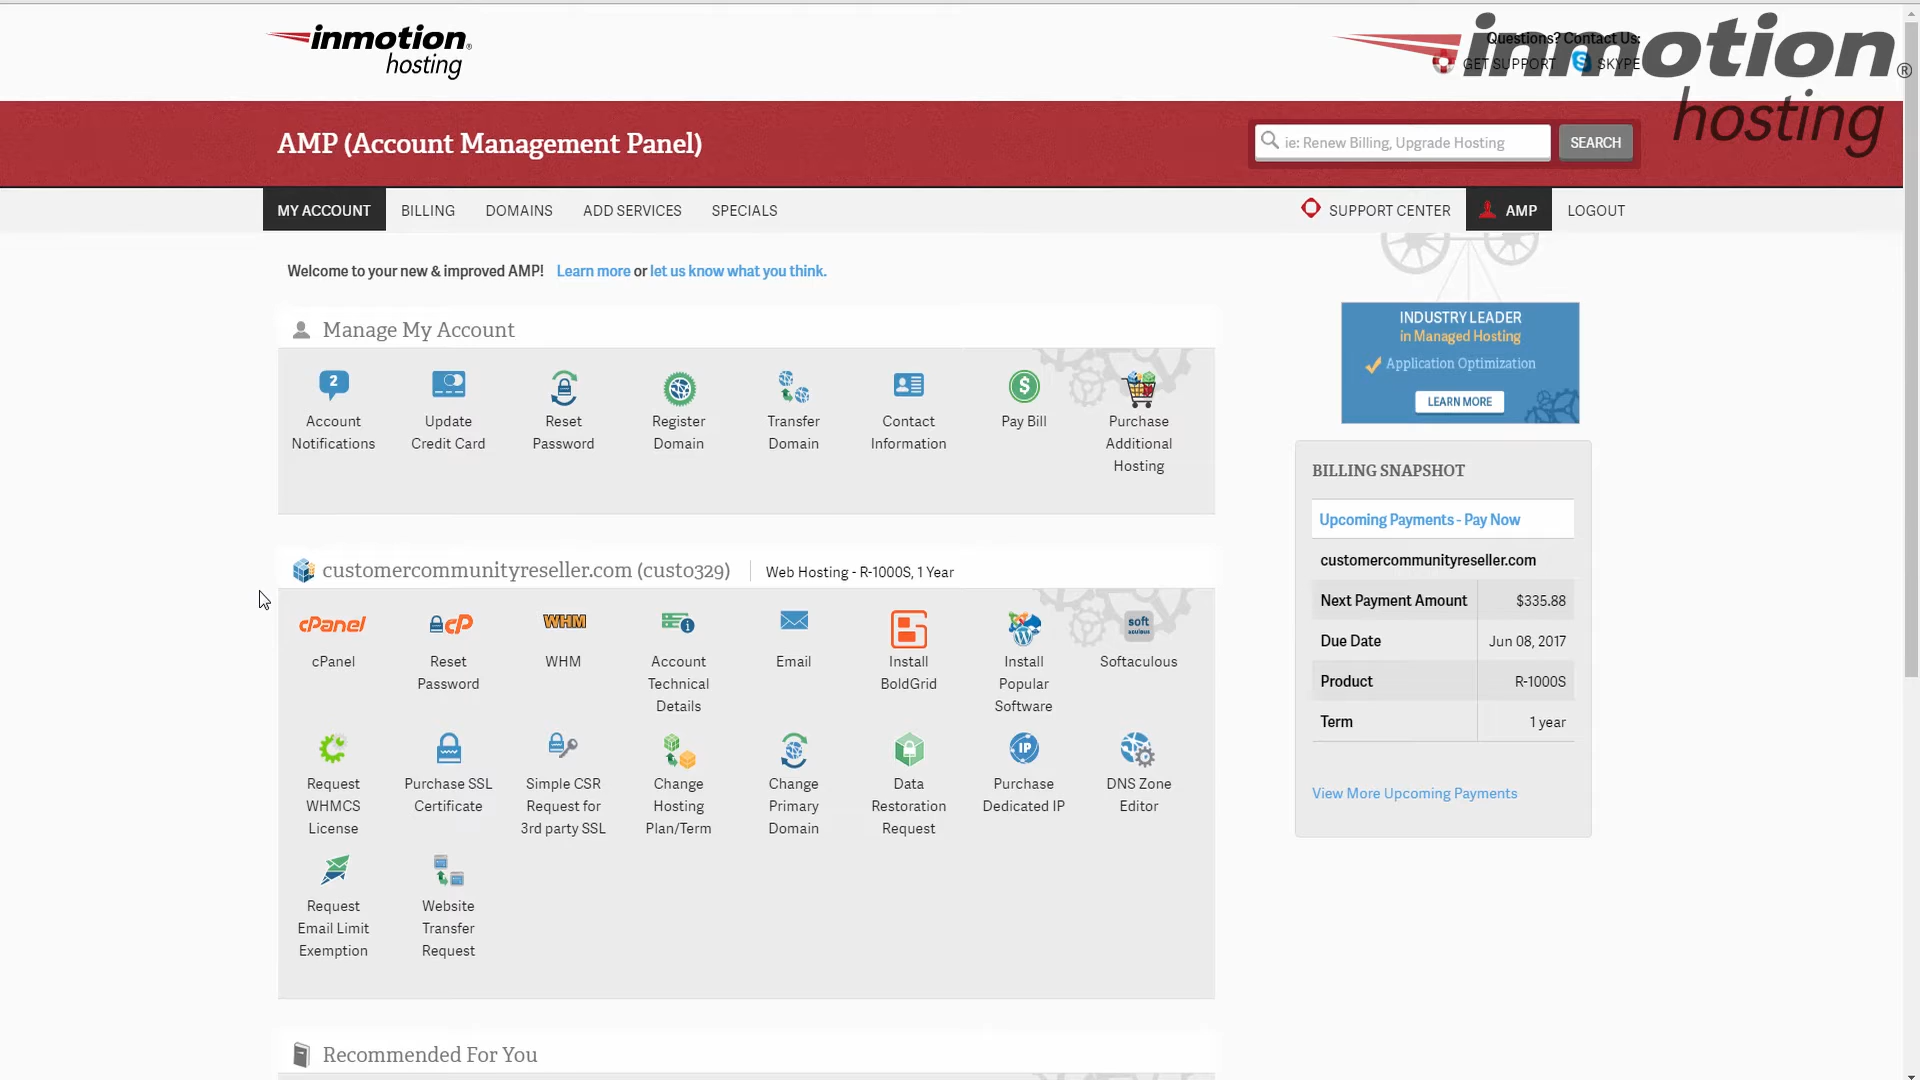 inmotion
hosting
Questions? Contact Us:
GET SUPPORT
SKYPE
inmotion®
hosting
AMP (Account Management Panel)
ie: Renew Billing, Upgrade Hosting
SEARCH
MY ACCOUNT
BILLING
DOMAINS
ADD SERVICES
SPECIALS
SUPPORT CENTER
AMP
LOGOUT
Welcome to your new & improved AMP! Learn more or let us know what you think.
Manage My Account
2
Account
Notifications
Update
Credit Card
Reset
Password
Register
Domain
Transfer
Domain
Contact
Information
$
Pay Bill
Purchase
Additional
Hosting
customercommunityreseller.com (custo329)
Web Hosting - R-1000S, 1 Year
cPanel
cPanel
cP
Reset
Password
WHM
WHM
Account
Technical
Details
Email
Install
BoldGrid
Install
Popular
Software
soft
aculous
Softaculous
Request
WHMCS
License
Purchase SSL
Certificate
Simple CSR
Request for
3rd party SSL
Change
Hosting
Plan/Term
Change
Primary
Domain
Data
Restoration
Request
IP
Purchase
Dedicated IP
DNS Zone
Editor
Request
Email Limit
Exemption
Website
Transfer
Request
Recommended For You
INDUSTRY LEADER
in Managed Hosting
Application Optimization
LEARN MORE
BILLING SNAPSHOT
Upcoming Payments - Pay Now
customercommunityreseller.com
Next Payment Amount $335.88
Due Date Jun 08, 2017
Product R-1000S
Term 1 year
View More Upcoming Payments